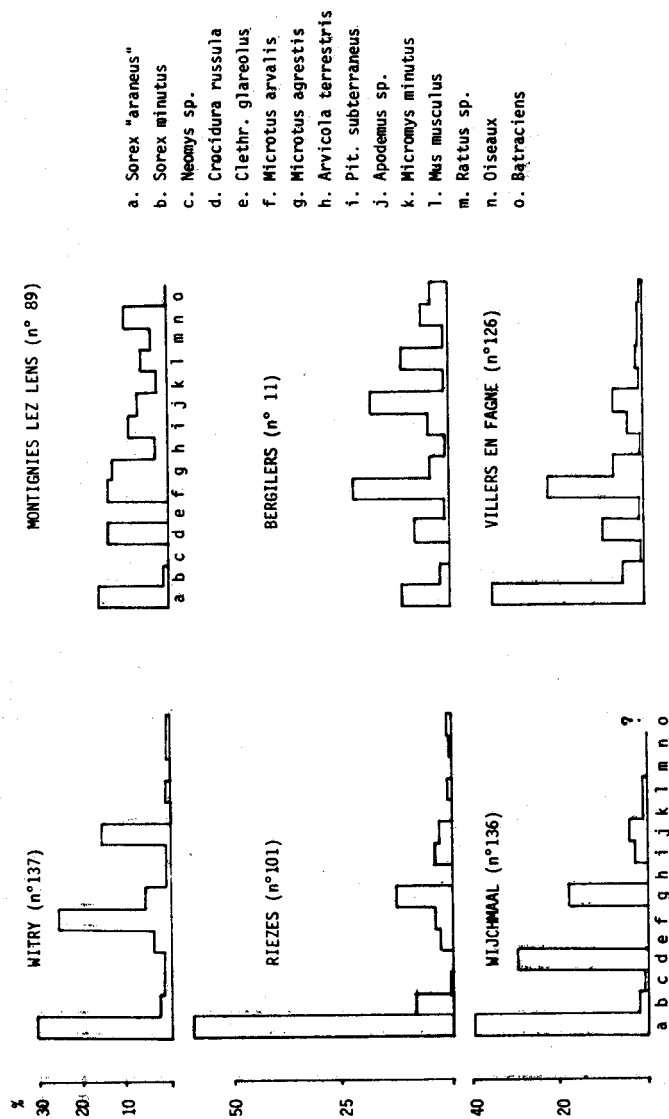 %
30
20
10
WITRY (n°137)
MONTIGNIES LEZ LENS (n° 89)
a b c d e f g h i j k l m n o
50
25
RIEZES (n°101)
BERGILERS (n° 11)
40
20
WIJCHMAAL (n°136)
?
a b c d e f g h i j k l m n o
VILLERS EN FAGNE (n°126)
a. Sorex "araneus"
b. Sorex minutus
c. Neomys sp.
d. Crocidura russula
e. Clethr. glareolus
f. Microtus arvalis
g. Microtus agrestis
h. Arvicola terrestris
i. Pit. subterraneus
j. Apodemus sp.
k. Micromys minutus
l. Mus musculus
m. Rattus sp.
n. Oiseaux
o. Batraciens